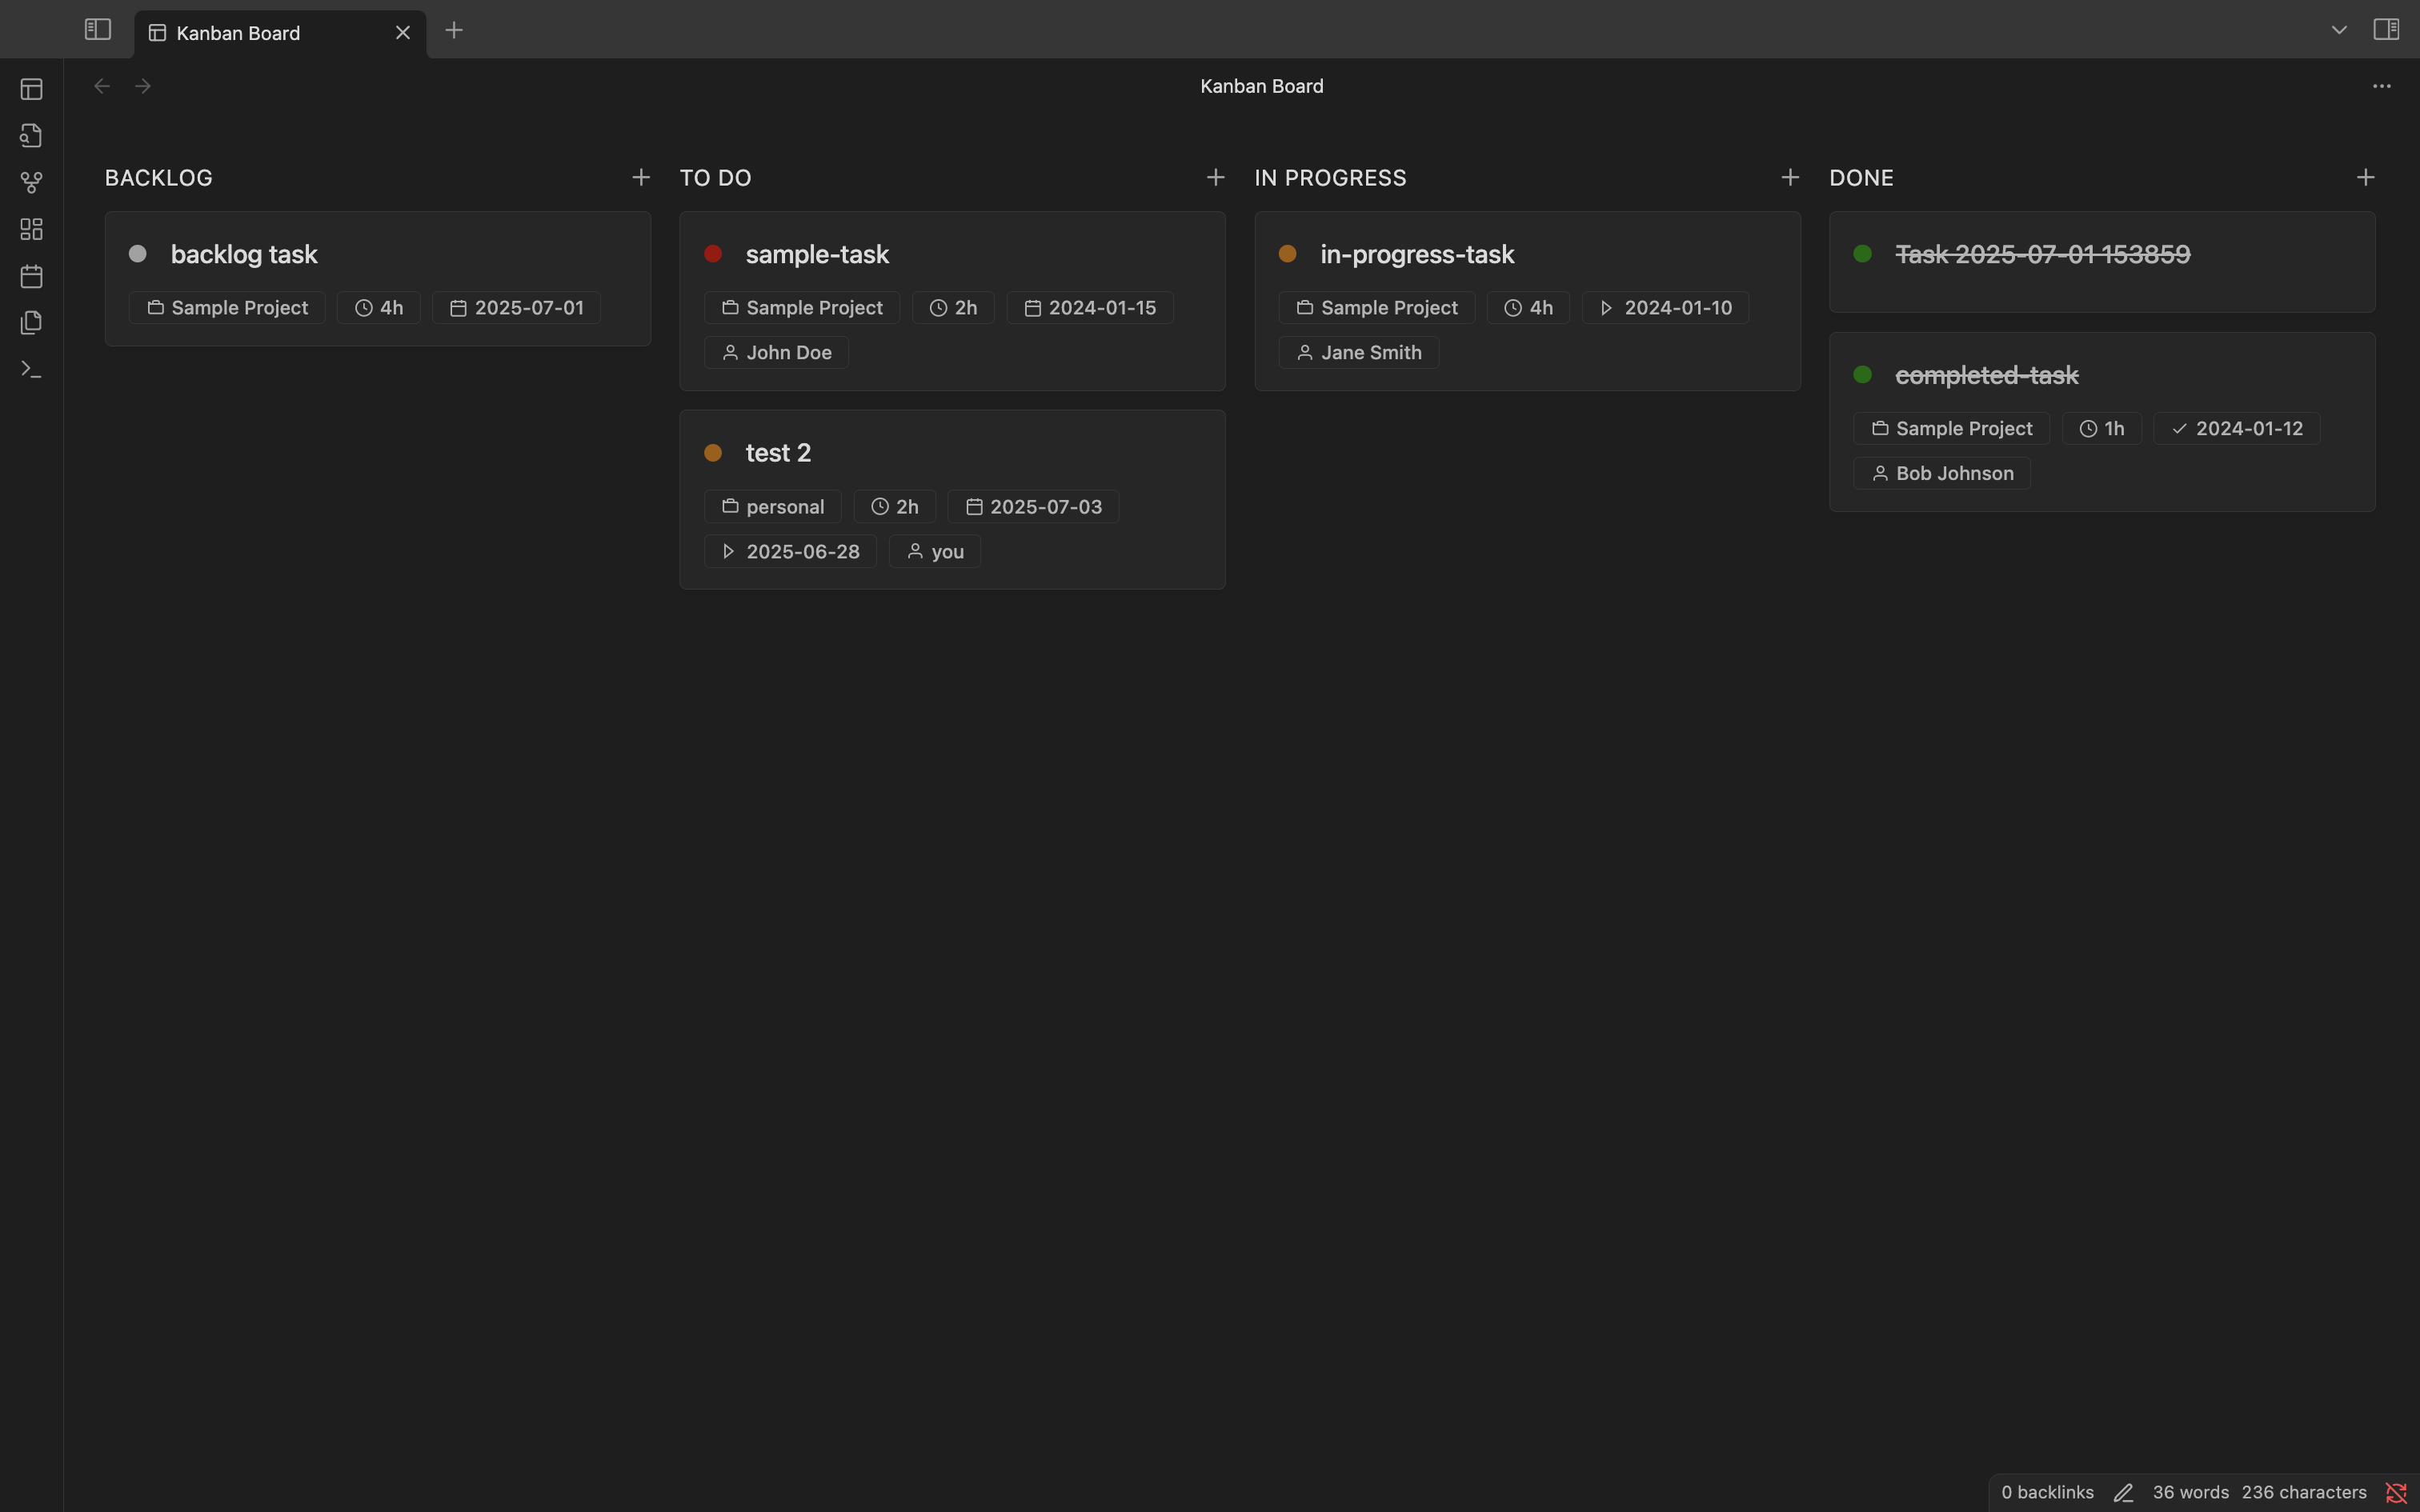 Kanban Board
Kanban Board
BACKLOG
backlog task
Sample Project 4h 2025-07-01
TO DO
sample-task
Sample Project 2h 2024-01-15
John Doe
test 2
personal 2h 2025-07-03
2025-06-28 you
IN PROGRESS
in-progress-task
Sample Project 4h 2024-01-10
Jane Smith
DONE
Task 2025-07-01 153859
completed-task
Sample Project 1h 2024-01-12
Bob Johnson
0 backlinks 36 words 236 characters